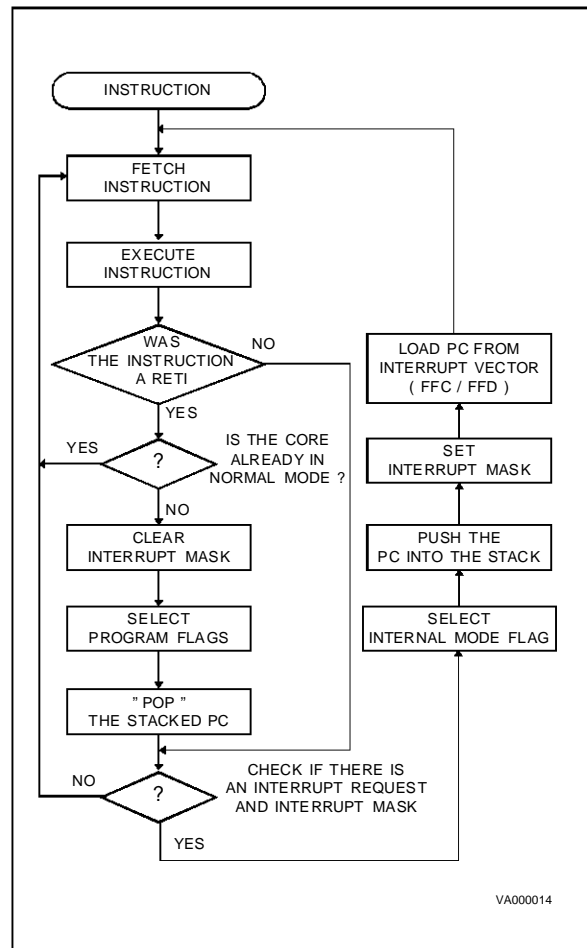 INSTRUCTION
FETCH
INSTRUCTION
EXECUTE
INSTRUCTION
WAS
THE INSTRUCTION
A RETI
NO
YES
YES
?
IS THE CORE
ALREADY IN
NORMAL MODE ?
NO
CLEAR
INTERRUPT MASK
SELECT
PROGRAM FLAGS
" POP "
THE STACKED PC
NO
?
CHECK IF THERE IS
AN INTERRUPT REQUEST
AND INTERRUPT MASK
YES
LOAD PC FROM
INTERRUPT VECTOR
( FFC / FFD )
SET
INTERRUPT MASK
PUSH THE
PC INTO THE STACK
SELECT
INTERNAL MODE FLAG
VA000014